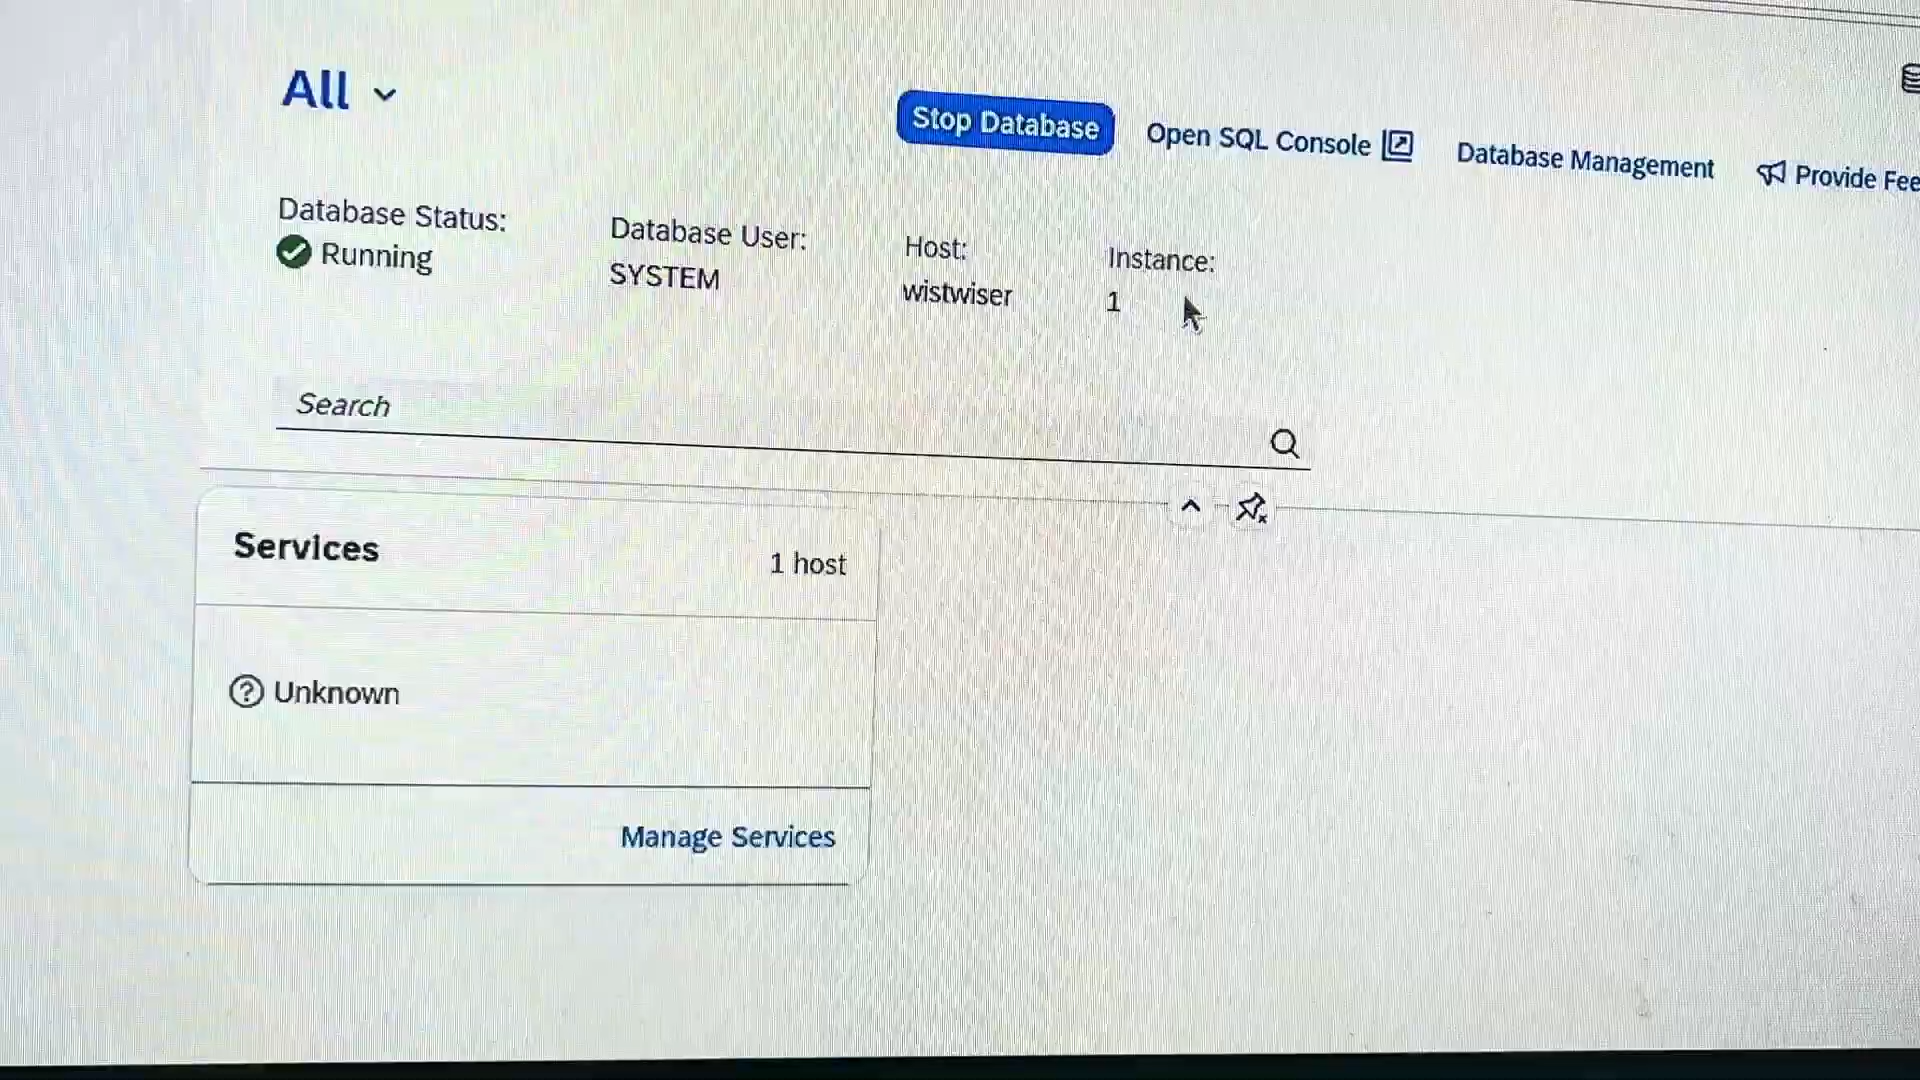 All
Stop Database
Open SQL Console
Database Management
Provide Fee
Database Status:
Running
Database User:
SYSTEM
Host:
wistwiser
Instance:
1
Search
Services
1 host
Unknown
Manage Services